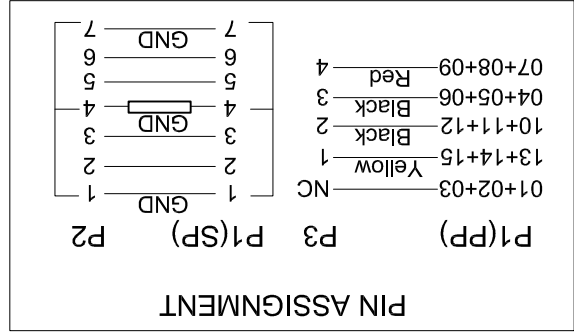 PIN ASSIGNMENT
P1(PP) P3 P1(SP) P2
01+02+03 NC
13+14+15 Yellow 1
10+11+12 Black 2
04+05+06 Black 3
07+08+09 Red 4
1 GND 1
2 2
3 3
4 GND 4
5 5
6 6
7 GND 7